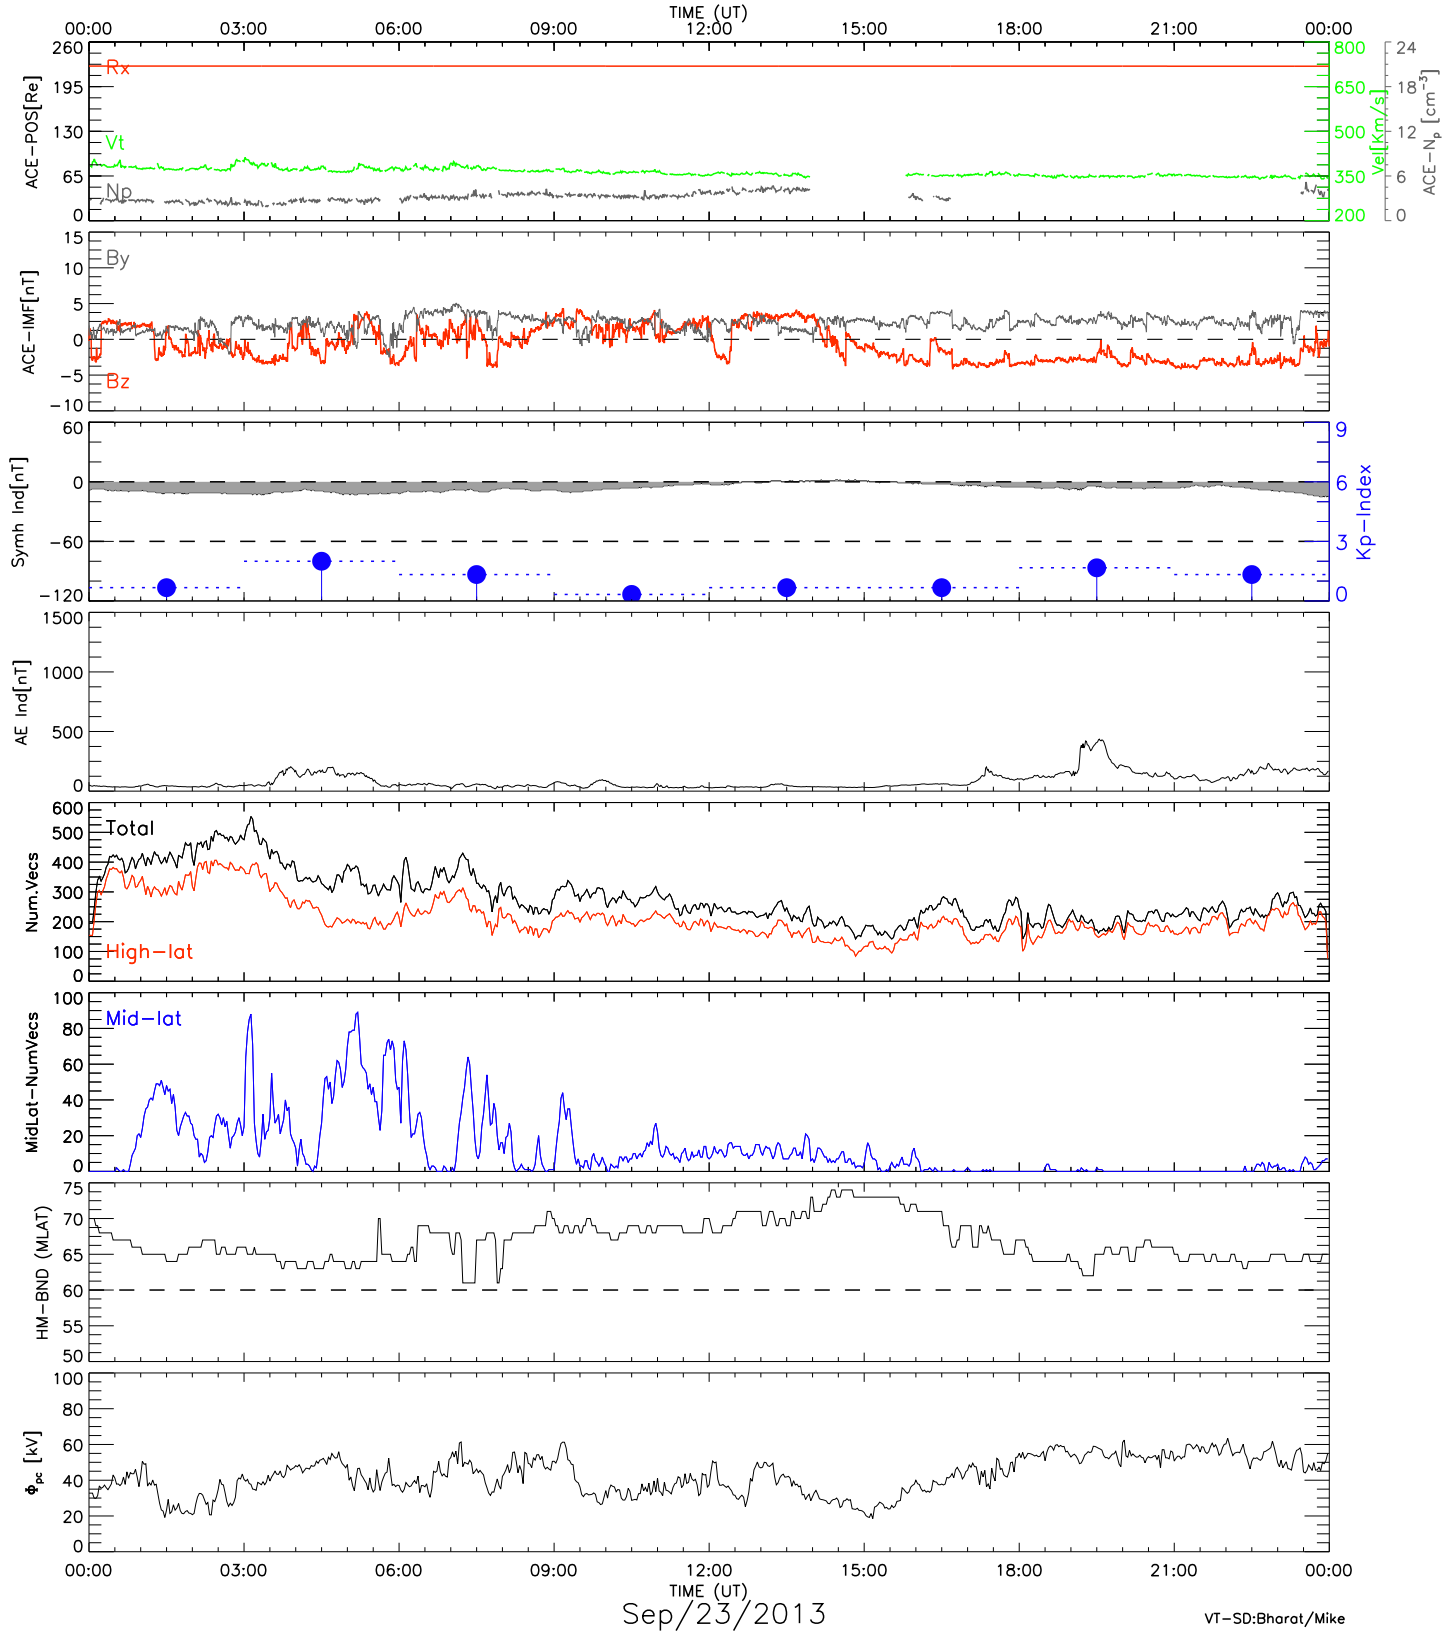 TIME (UT)
00:00 03:00 06:00 09:00 12:00 15:00 18:00 21:00 00:00
ACE-POS[Re]
260
195
130
65
0
Rx
Vt
Np
800
650
500
350
200
Vel[Km/s]
24
18
12
6
0
ACE-Np [cm⁻³]
ACE-IMF[nT]
15
10
5
0
-5
-10
By
Bz
Symh Ind[nT]
60
0
-60
-120
9
6
3
0
Kp-Index
AE Ind[nT]
1500
1000
500
0
Num.Vecs
600
500
400
300
200
100
0
Total
High-lat
MidLat-NumVecs
100
80
60
40
20
0
Mid-lat
HM-BND (MLAT)
75
70
65
60
55
50
Φpc [kV]
100
80
60
40
20
0
00:00 03:00 06:00 09:00 12:00 15:00 18:00 21:00 00:00
TIME (UT)
Sep/23/2013
VT-SD:Bharat/Mike